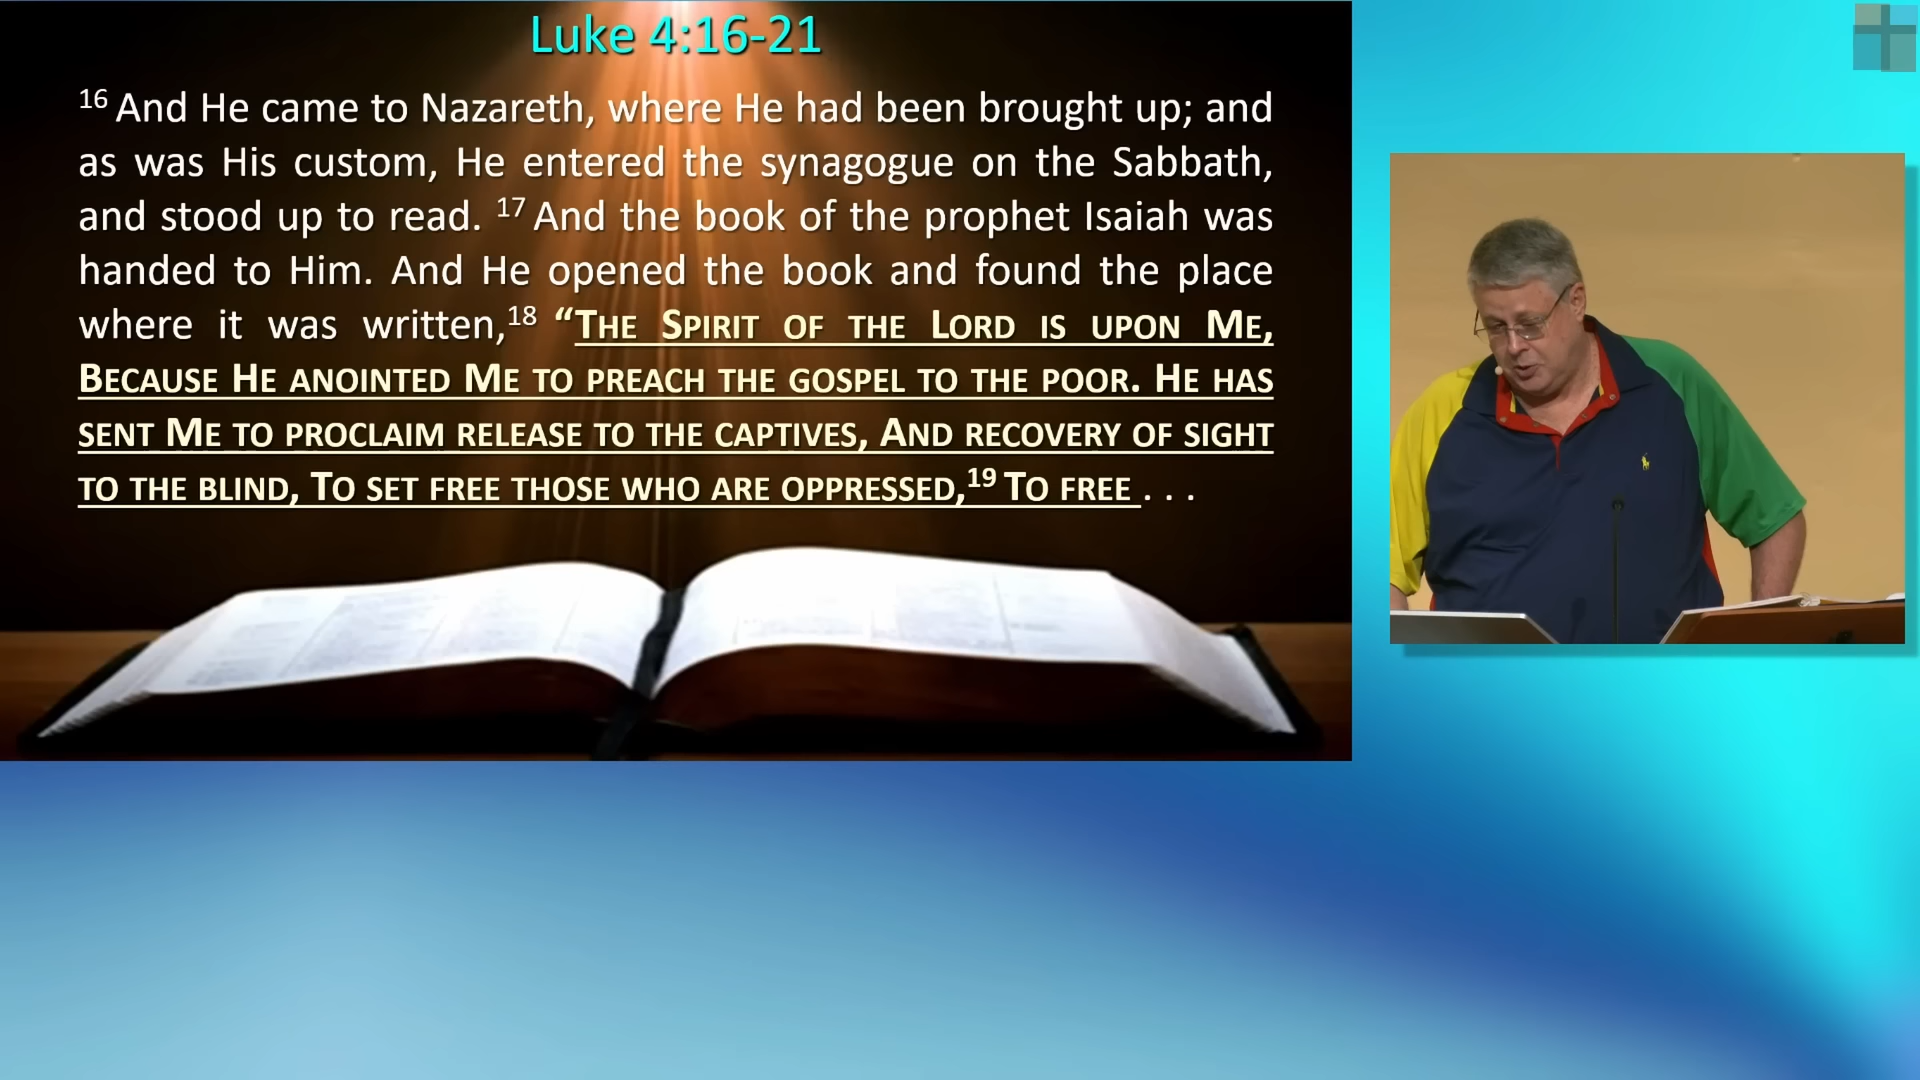 Luke 4:16-21
16 And He came to Nazareth, where He had been brought up; and
as was His custom, He entered the synagogue on the Sabbath,
and stood up to read. 17 And the book of the prophet Isaiah was
handed to Him. And He opened the book and found the place
where it was written,18 “THE SPIRIT OF THE LORD IS UPON ME,
BECAUSE HE ANOINTED ME TO PREACH THE GOSPEL TO THE POOR. HE HAS
SENT ME TO PROCLAIM RELEASE TO THE CAPTIVES, AND RECOVERY OF SIGHT
TO THE BLIND, TO SET FREE THOSE WHO ARE OPPRESSED,19 TO FREE . . .